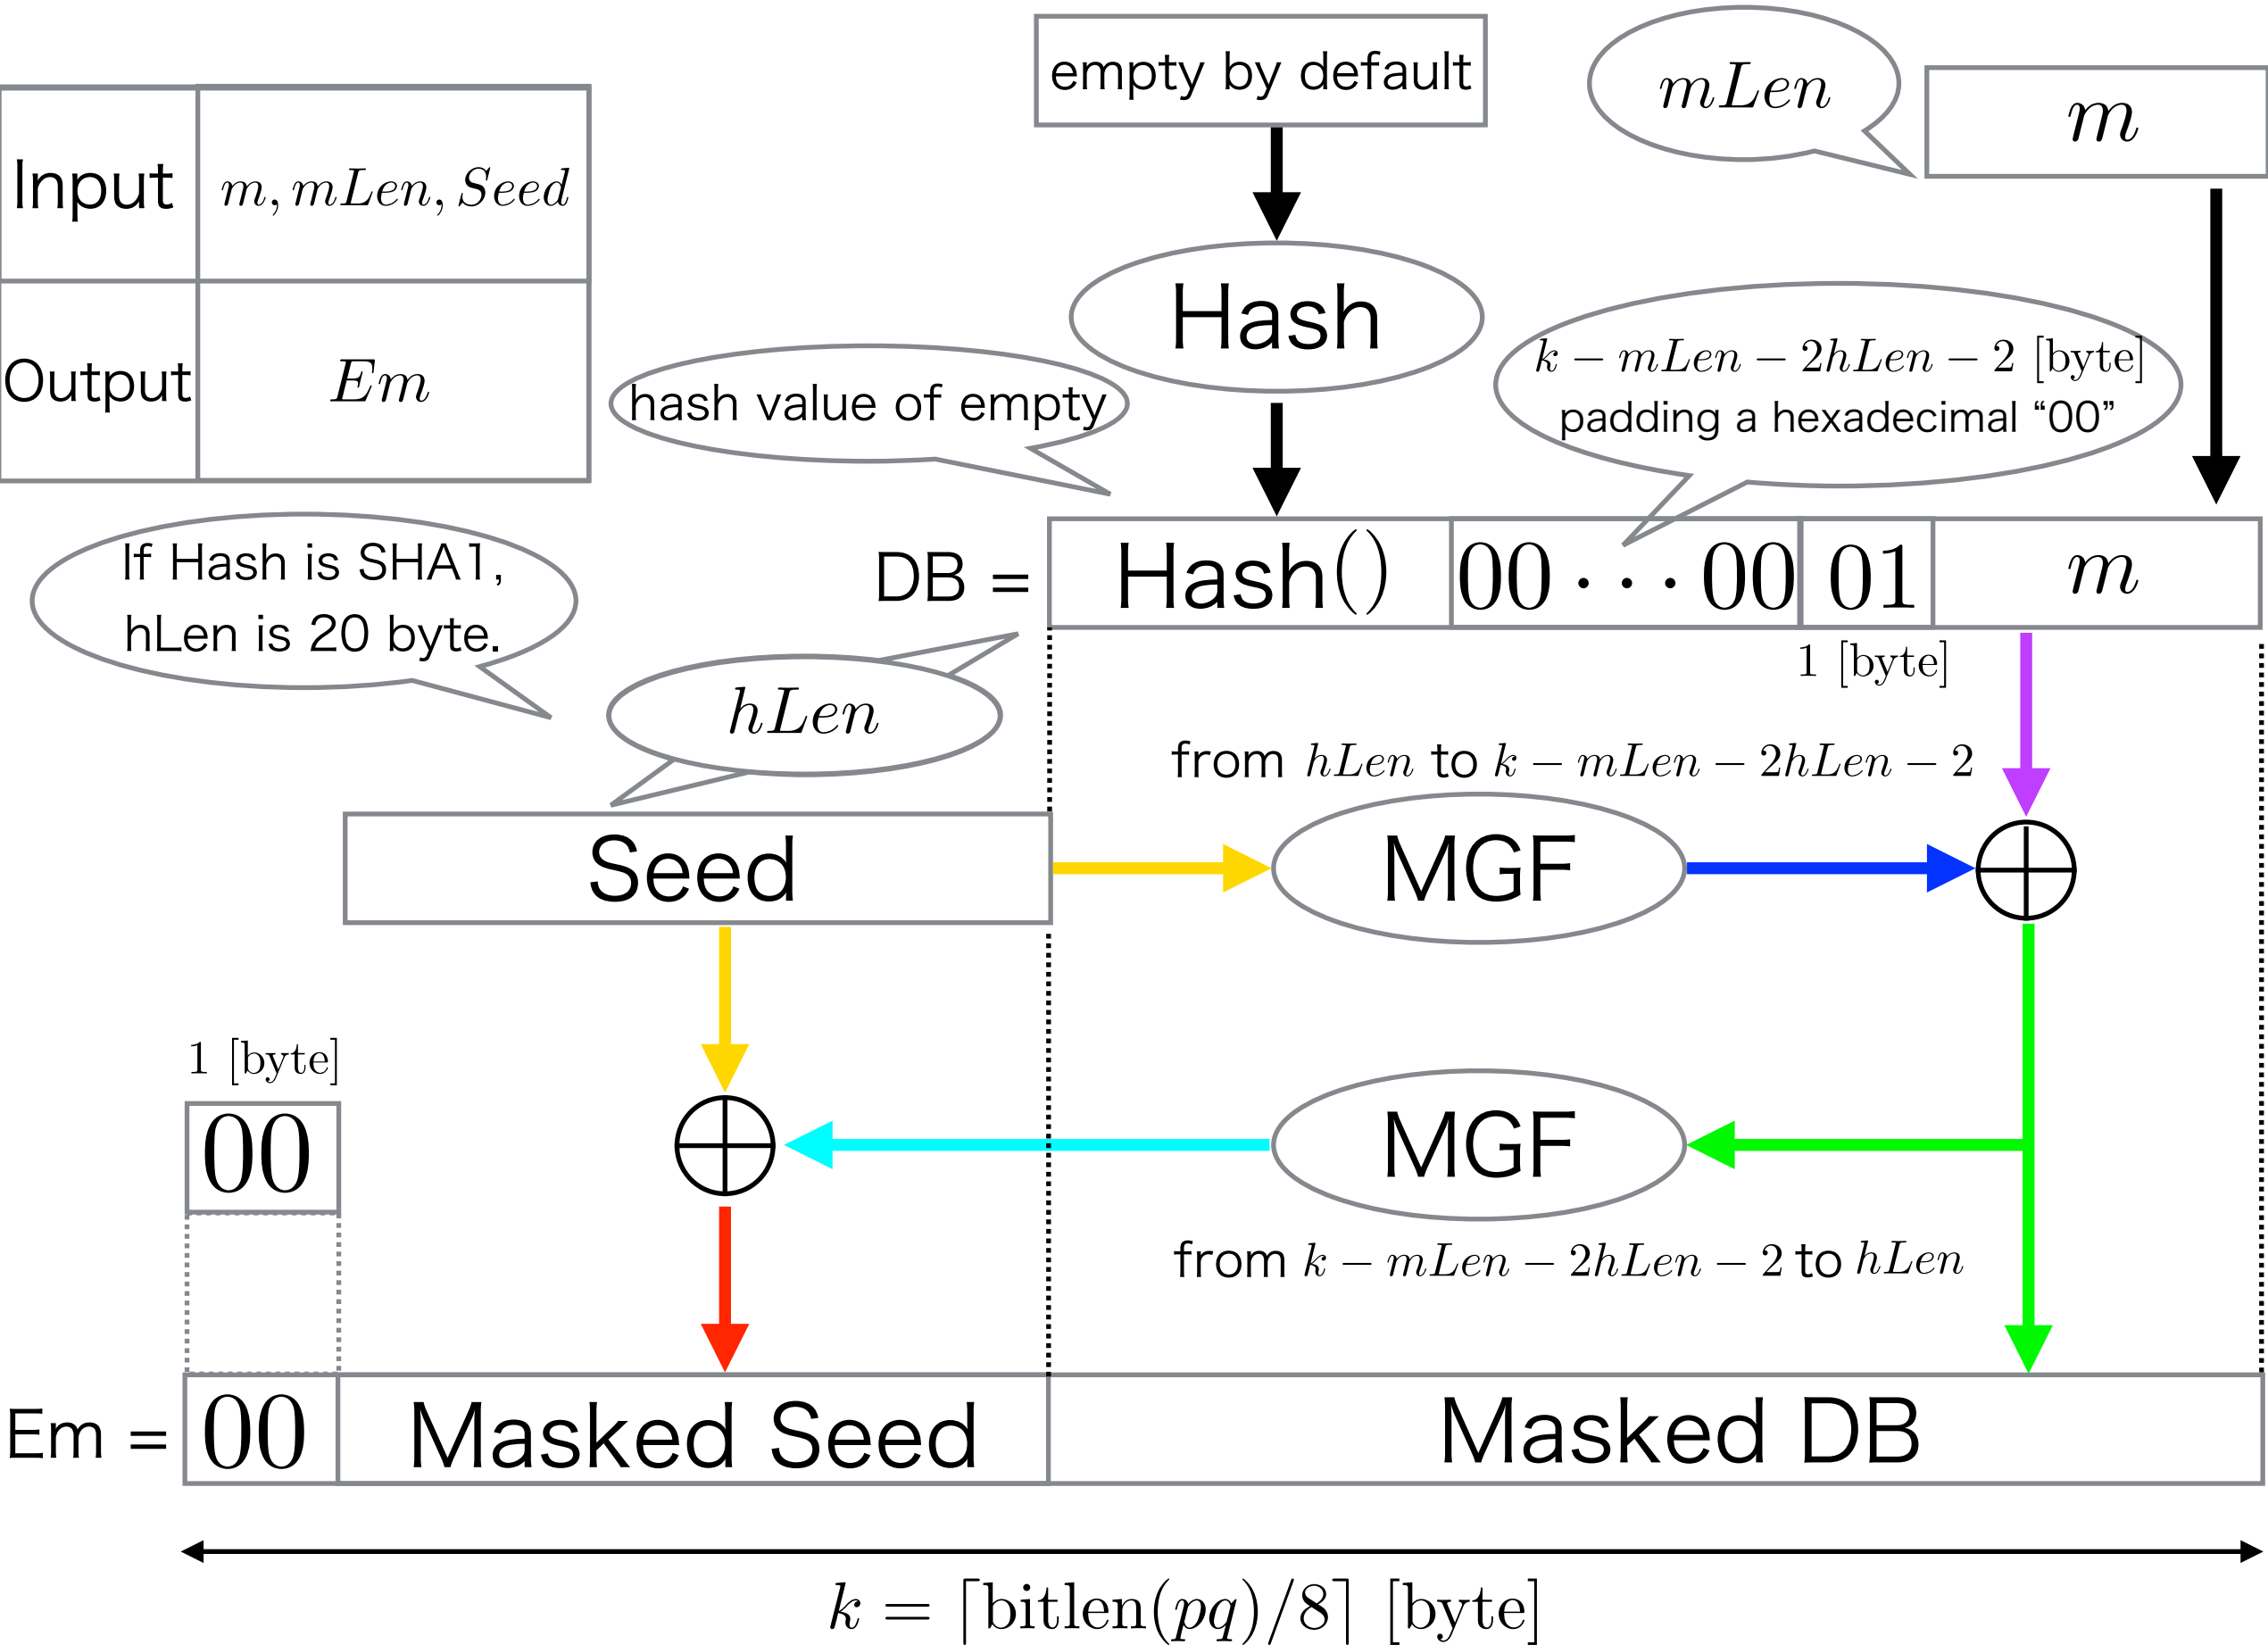 empty by default
mLen
m
Input
m, mLen, Seed
Output
Em
Hash
hash value of empty
k − mLen − 2hLen − 2 [byte]
padding a hexadecimal “00”
If Hash is SHA1,
hLen is 20 byte.
DB =
Hash()
00 ⋯ 00
01
m
1 [byte]
hLen
from hLen to k − mLen − 2hLen − 2
Seed
MGF
1 [byte]
00
MGF
from k − mLen − 2hLen − 2 to hLen
Em =
00
Masked Seed
Masked DB
k = ⌈bitlen(pq)/8⌉ [byte]